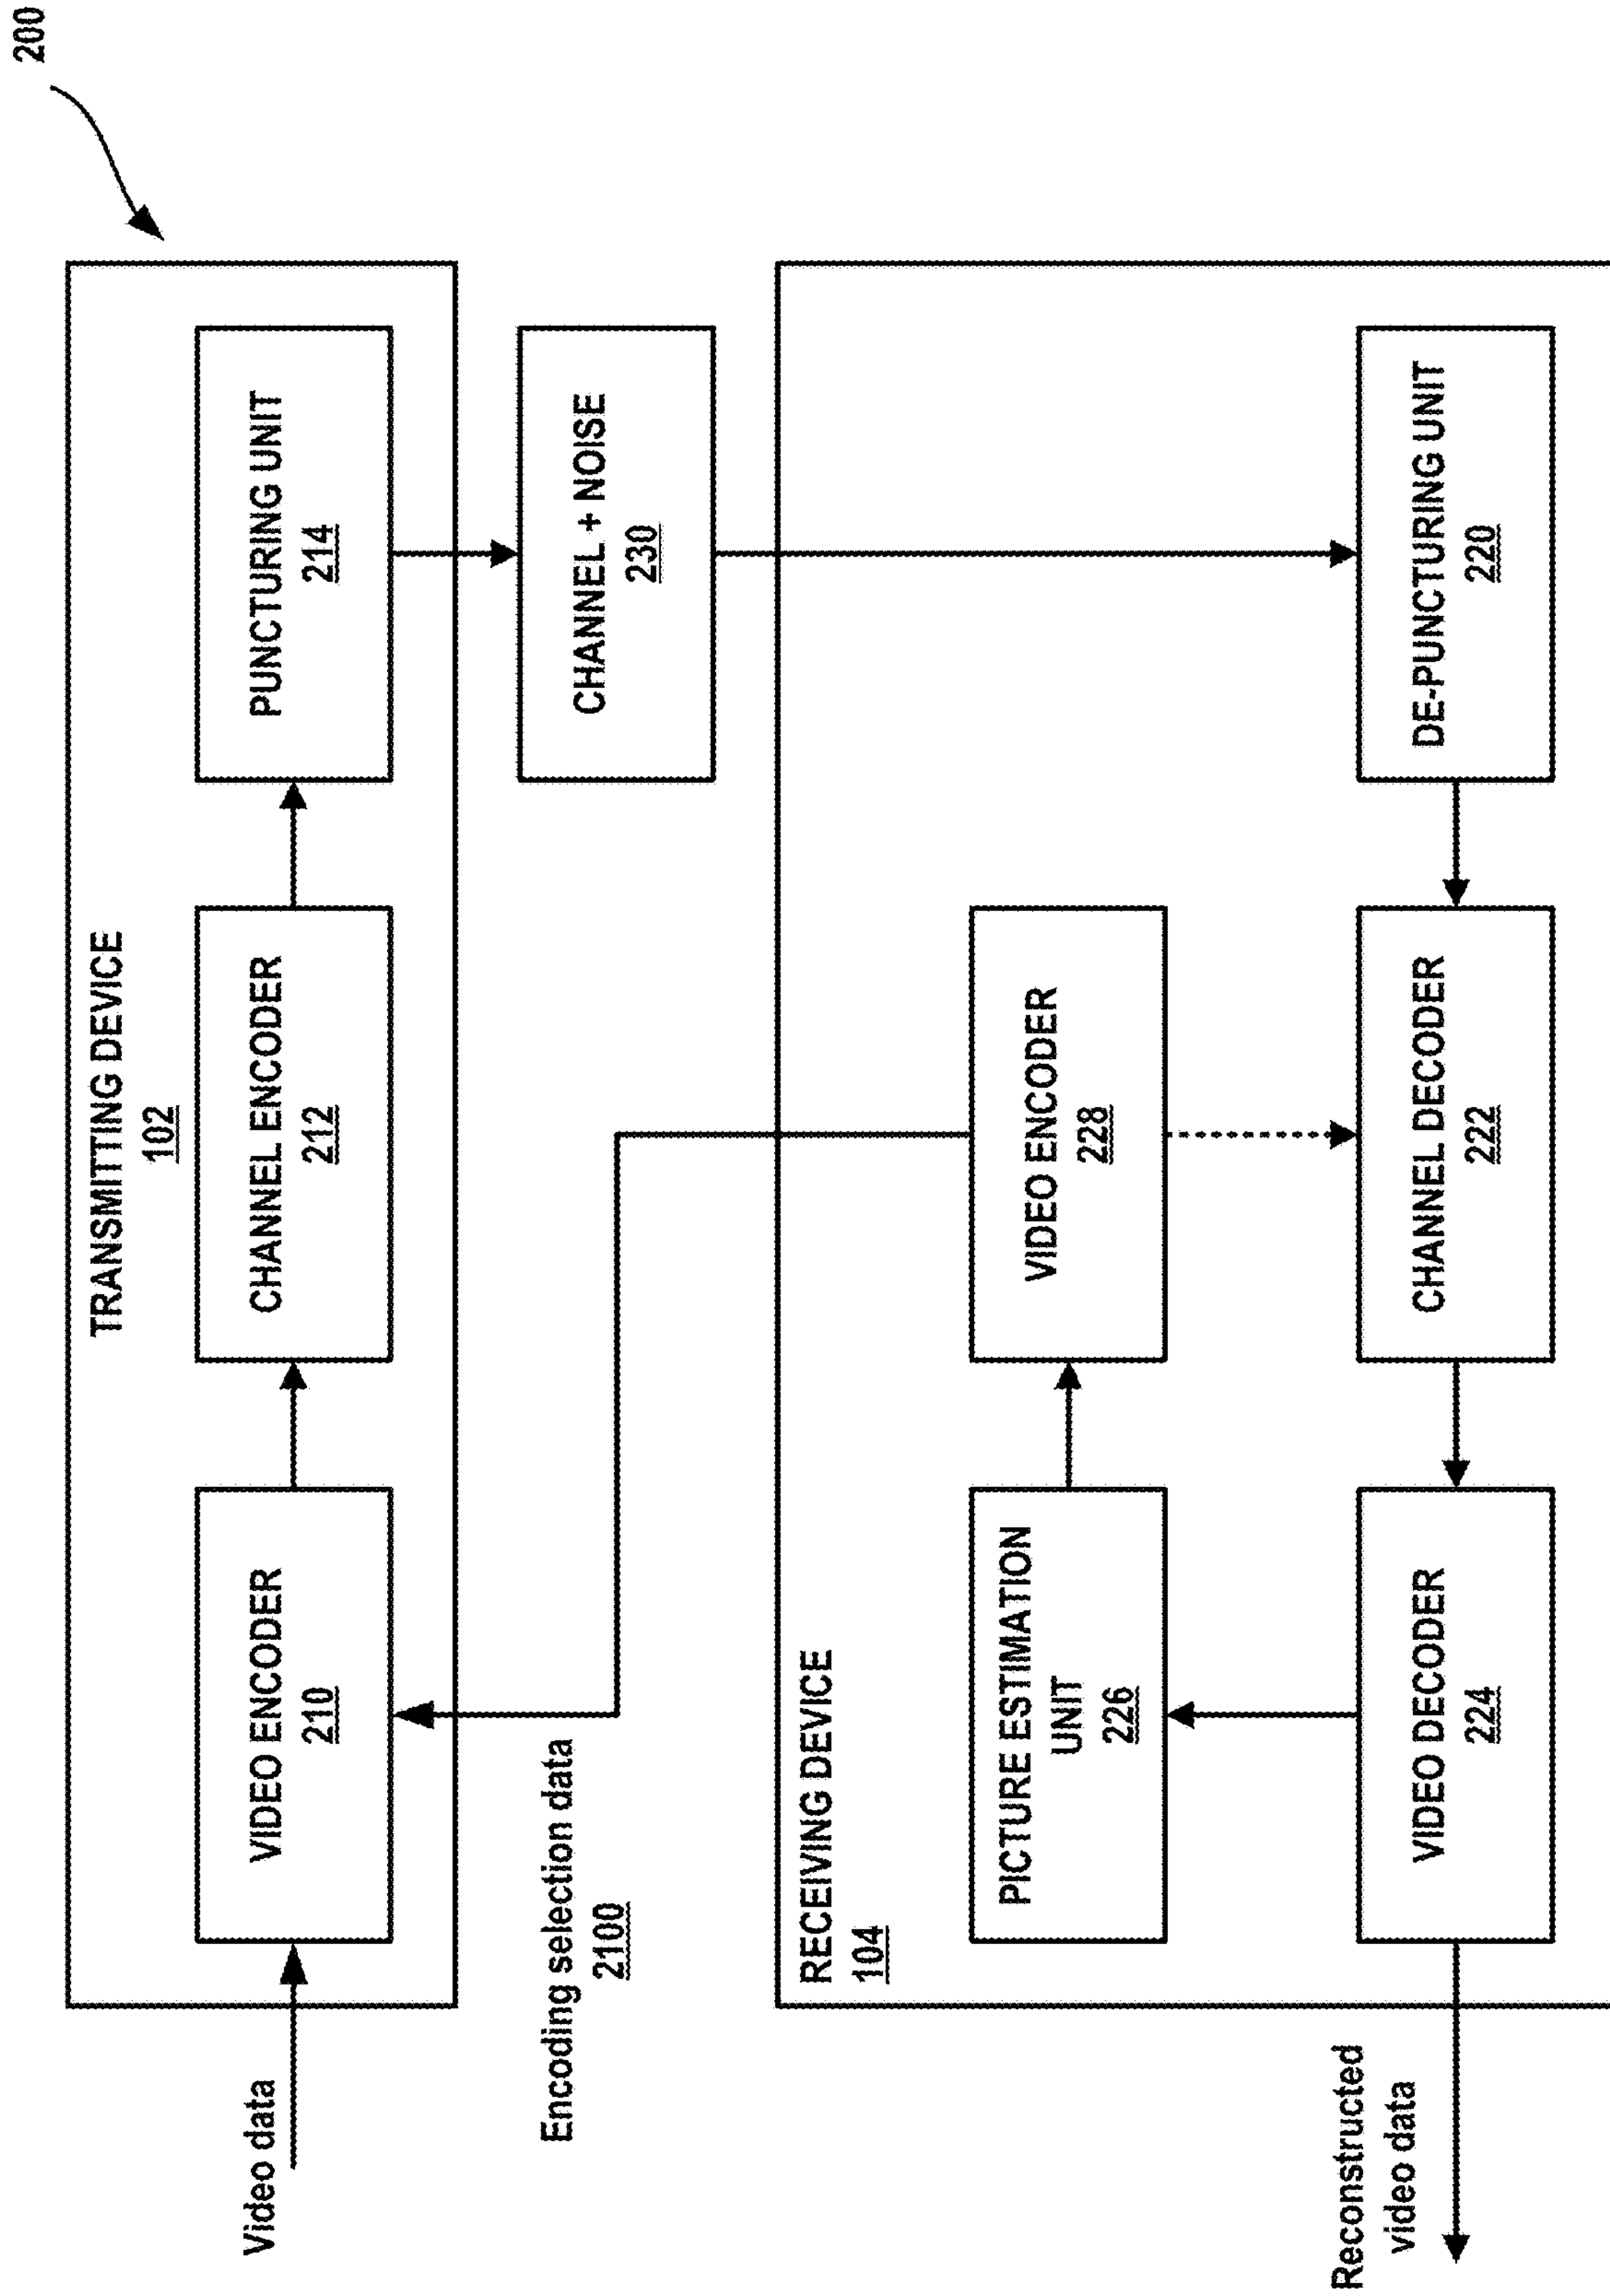 200
TRANSMITTING DEVICE
102
Video data
VIDEO ENCODER
210
CHANNEL ENCODER
212
PUNCTURING UNIT
214
Encoding selection data
2100
CHANNEL + NOISE
230
RECEIVING DEVICE
104
PICTURE ESTIMATION
UNIT
226
VIDEO ENCODER
228
Reconstructed
video data
VIDEO DECODER
224
CHANNEL DECODER
222
DE-PUNCTURING UNIT
220